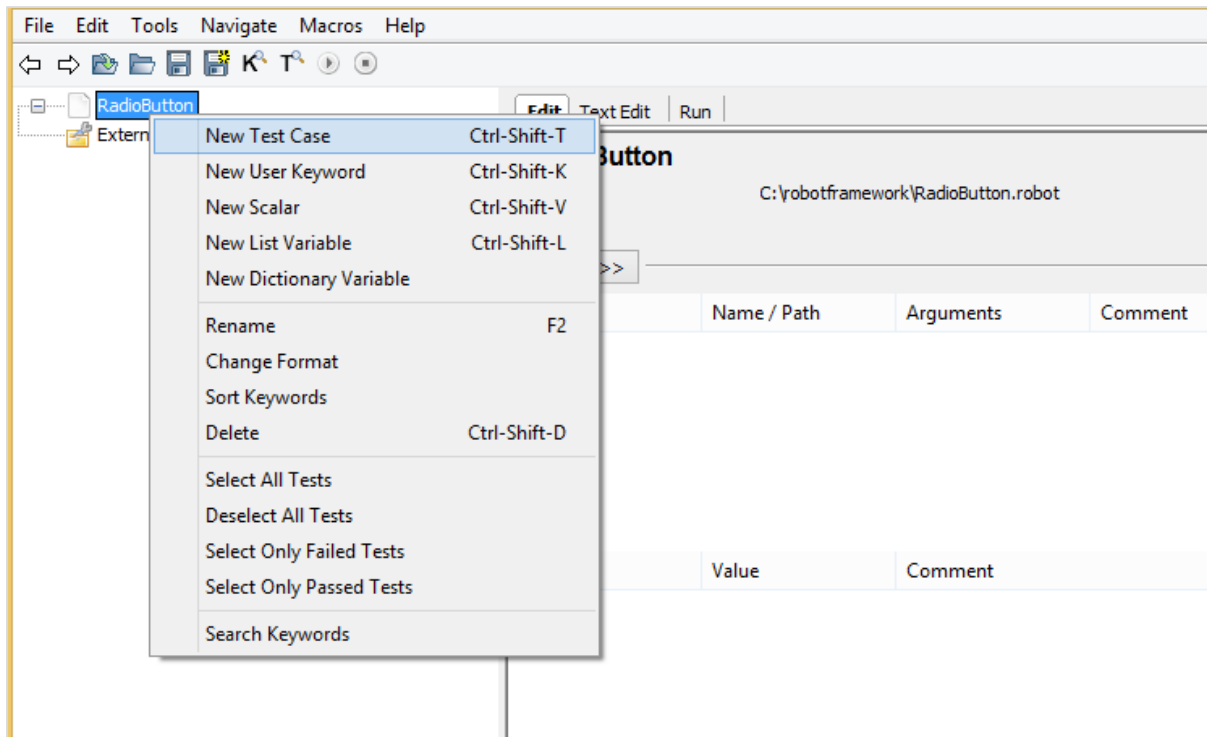 File Edit Tools Navigate Macros Help
K T
RadioButton
Extern
Edit Text Edit Run
Button
C:\robotframework\RadioButton.robot
>>
Name / Path Arguments Comment
Value Comment
New Test Case Ctrl-Shift-T
New User Keyword Ctrl-Shift-K
New Scalar Ctrl-Shift-V
New List Variable Ctrl-Shift-L
New Dictionary Variable
Rename F2
Change Format
Sort Keywords
Delete Ctrl-Shift-D
Select All Tests
Deselect All Tests
Select Only Failed Tests
Select Only Passed Tests
Search Keywords